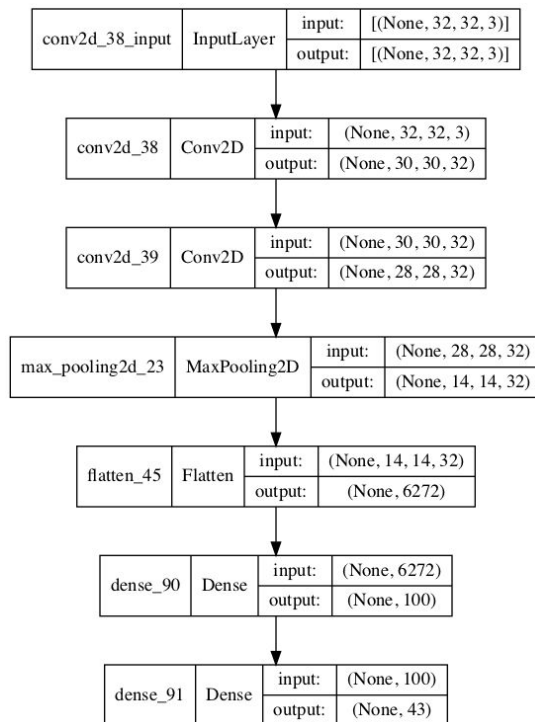 conv2d_38_input InputLayer input: [(None, 32, 32, 3)]
output: [(None, 32, 32, 3)]
conv2d_38 Conv2D input: (None, 32, 32, 3)
output: (None, 30, 30, 32)
conv2d_39 Conv2D input: (None, 30, 30, 32)
output: (None, 28, 28, 32)
max_pooling2d_23 MaxPooling2D input: (None, 28, 28, 32)
output: (None, 14, 14, 32)
flatten_45 Flatten input: (None, 14, 14, 32)
output: (None, 6272)
dense_90 Dense input: (None, 6272)
output: (None, 100)
dense_91 Dense input: (None, 100)
output: (None, 43)